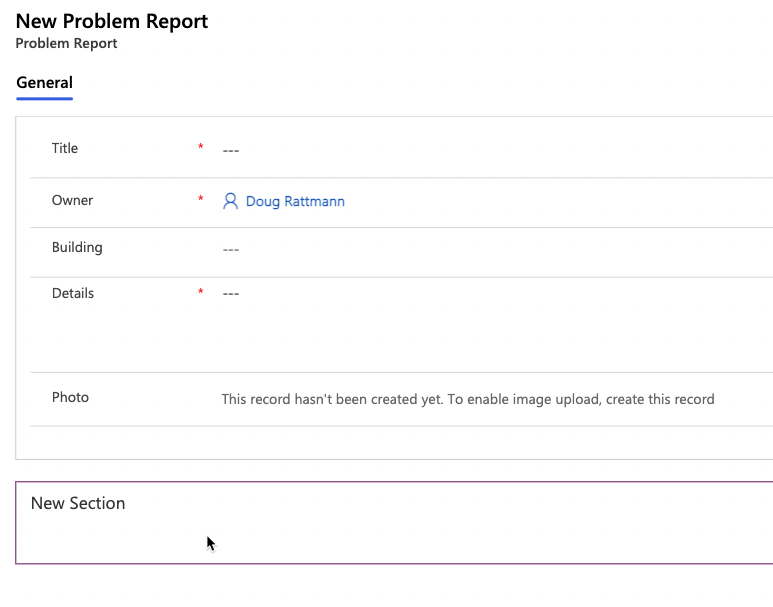 New Problem Report
Problem Report
General
Title * ---
Owner * Doug Rattmann
Building ---
Details * ---
Photo This record hasn't been created yet. To enable image upload, create this record
New Section